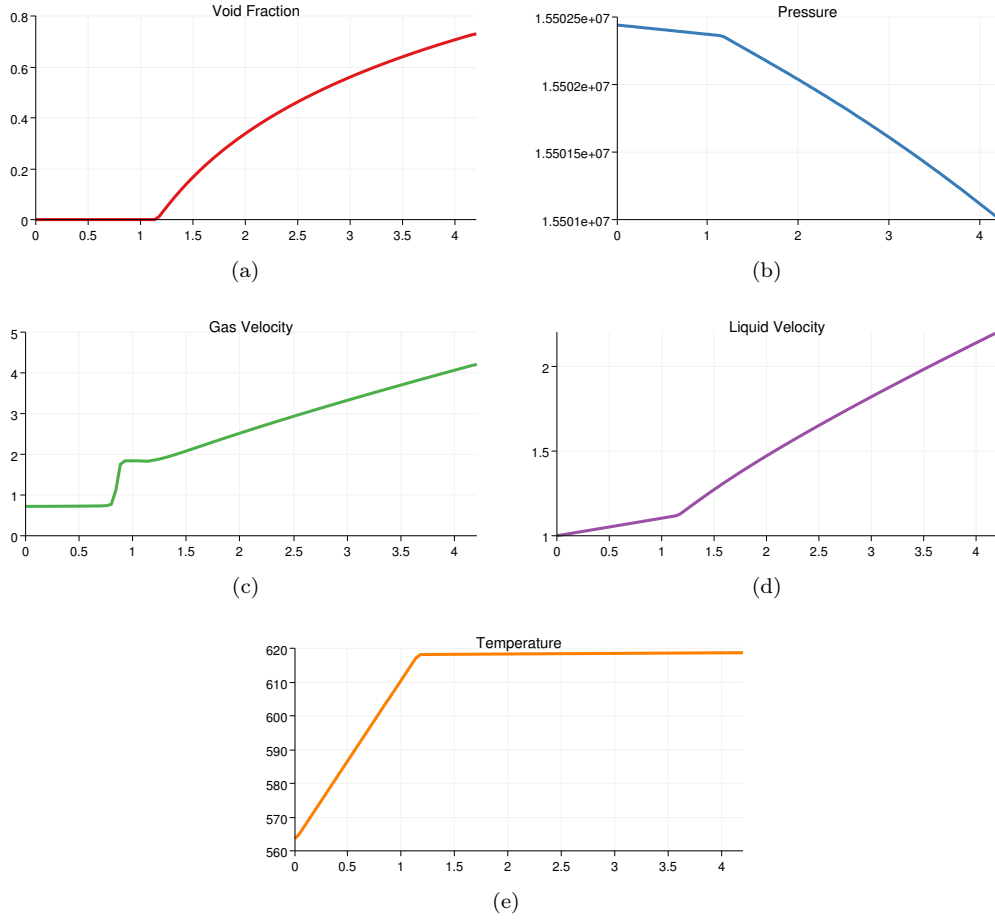 Void Fraction
0.8
0.6
0.4
0.2
0
0 0.5 1 1.5 2 2.5 3 3.5 4
(a)
Pressure
1.55025e+07
1.5502e+07
1.55015e+07
1.5501e+07
0 1 2 3 4
(b)
Gas Velocity
5
4
3
2
1
0
0 0.5 1 1.5 2 2.5 3 3.5 4
(c)
Liquid Velocity
2
1.5
1
0 0.5 1 1.5 2 2.5 3 3.5 4
(d)
Temperature
620
610
600
590
580
570
560
0 0.5 1 1.5 2 2.5 3 3.5 4
(e)